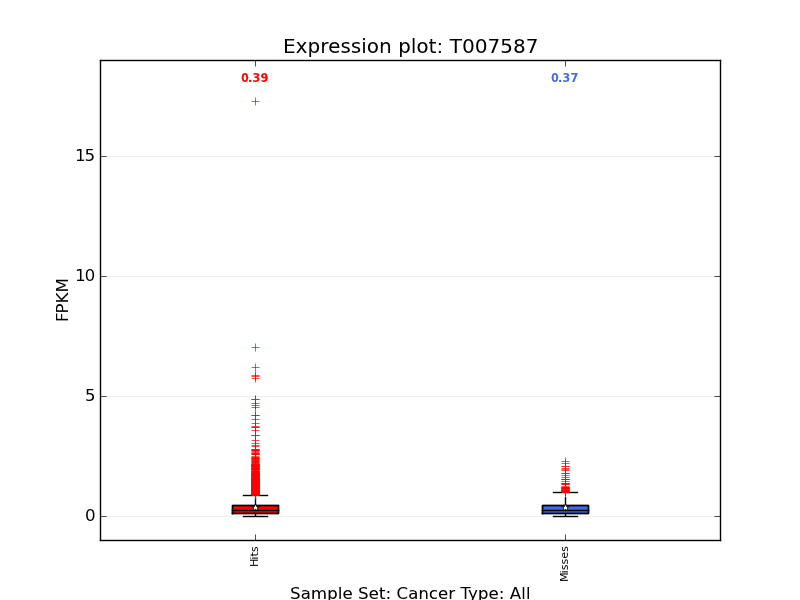 Expression plot: T007587
0.39
0.37
15
10
5
0
FPKM
Hits
Misses
Sample Set: Cancer Type: All